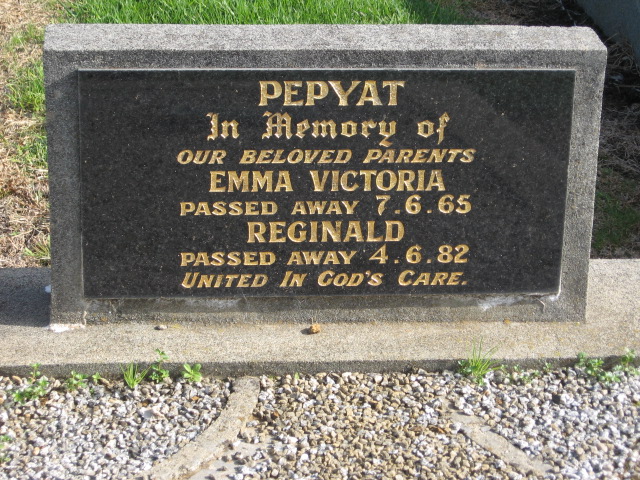 PEPYAT
In Memory of
OUR BELOVED PARENTS
EMMA VICTORIA
PASSED AWAY 7.6.65
REGINALD
PASSED AWAY 4.6.82
UNITED IN GOD'S CARE.